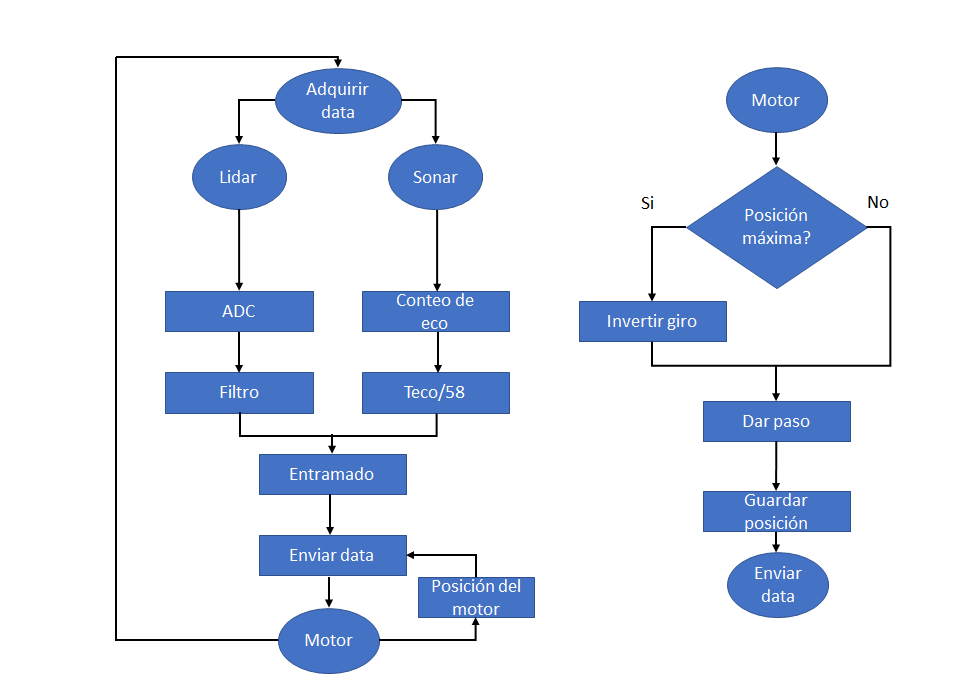 Adquirir
data
Lidar
Sonar
ADC
Conteo de
eco
Filtro
Teco/58
Entramado
Enviar data
Posición del
motor
Motor
Motor
Posición
máxima?
Si
No
Invertir giro
Dar paso
Guardar
posición
Enviar
data